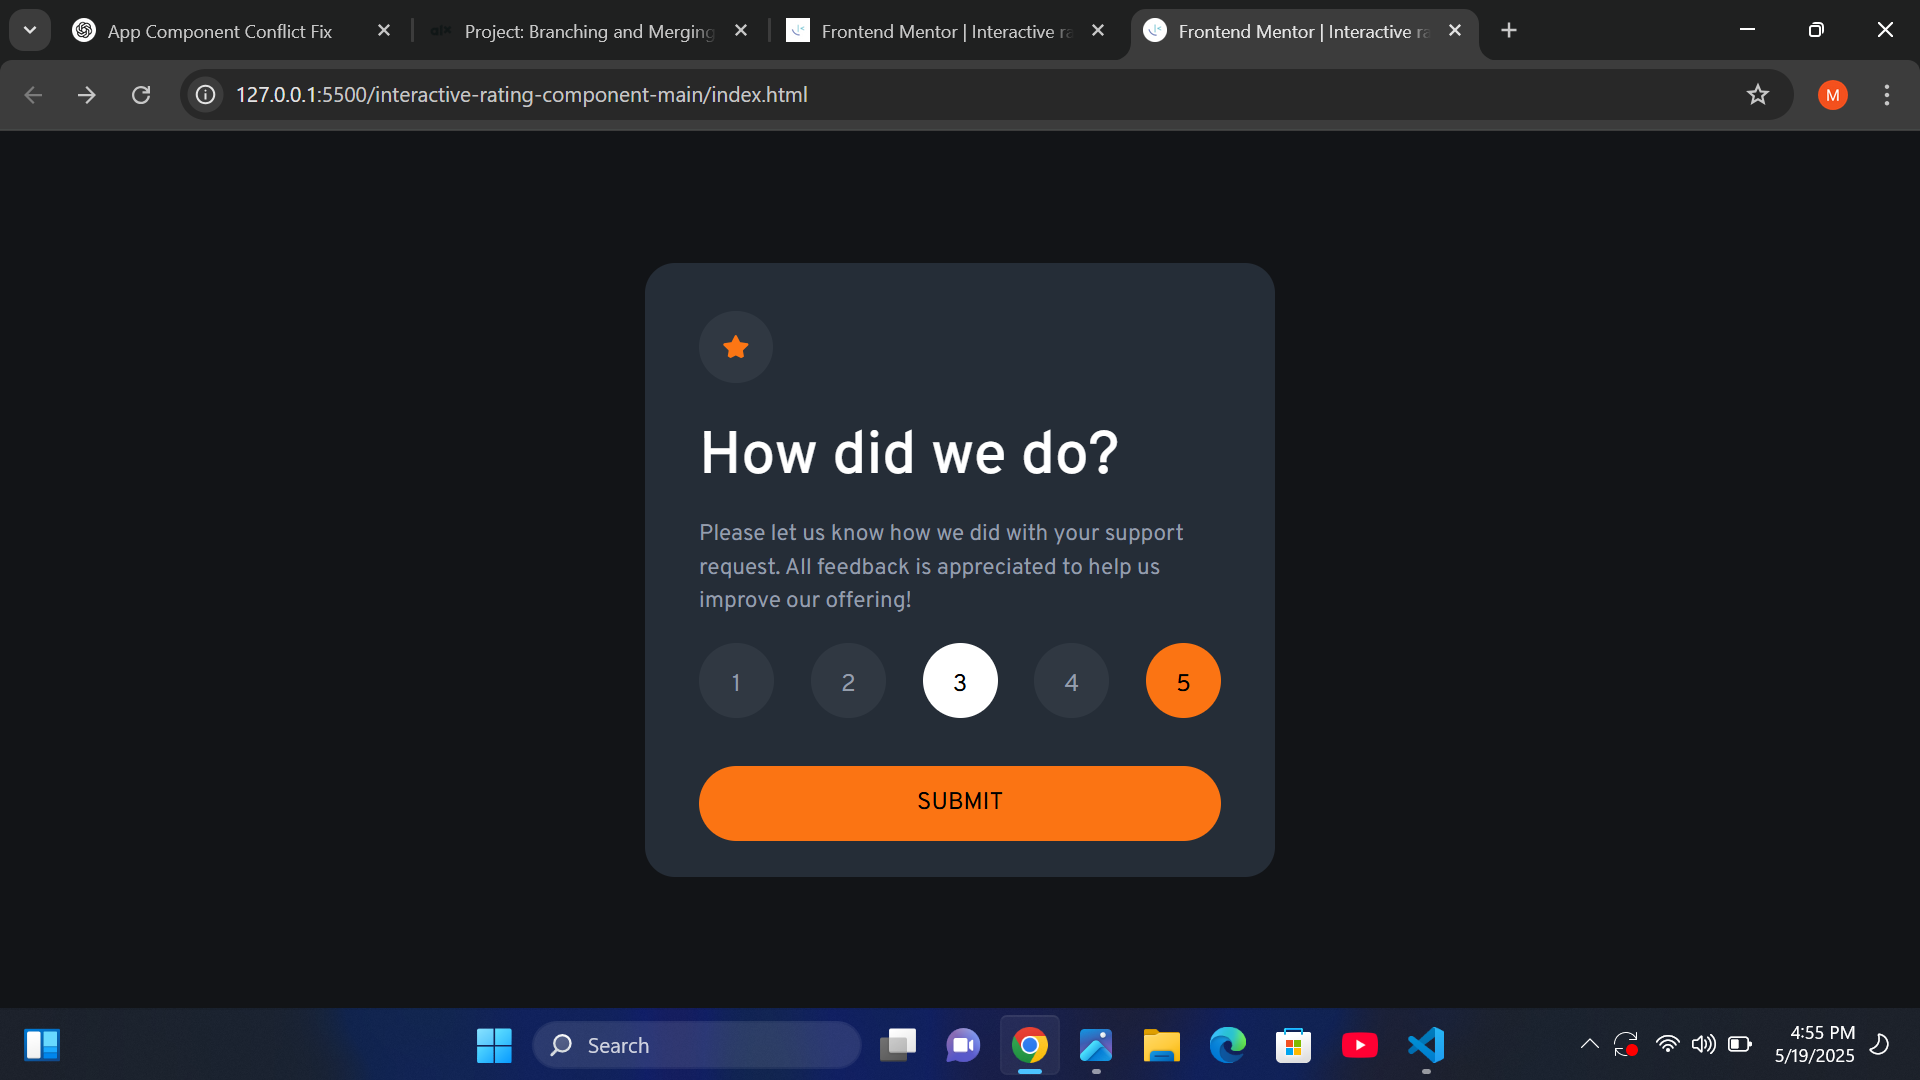 App Component Conflict Fix
Project: Branching and Merging
Frontend Mentor | Interactive ra
Frontend Mentor | Interactive ra
127.0.0.1:5500/interactive-rating-component-main/index.html
M
How did we do?
Please let us know how we did with your support
request. All feedback is appreciated to help us
improve our offering!
1 2 3 4 5
SUBMIT
Search
4:55 PM
5/19/2025